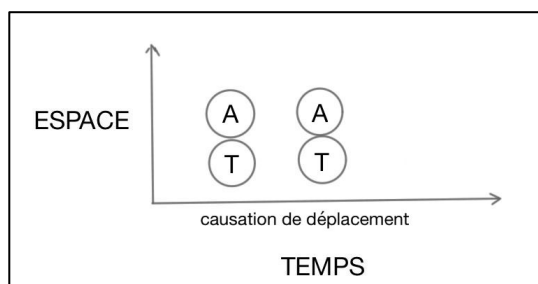 A A
ESPACE
T T
causation de déplacement
TEMPS